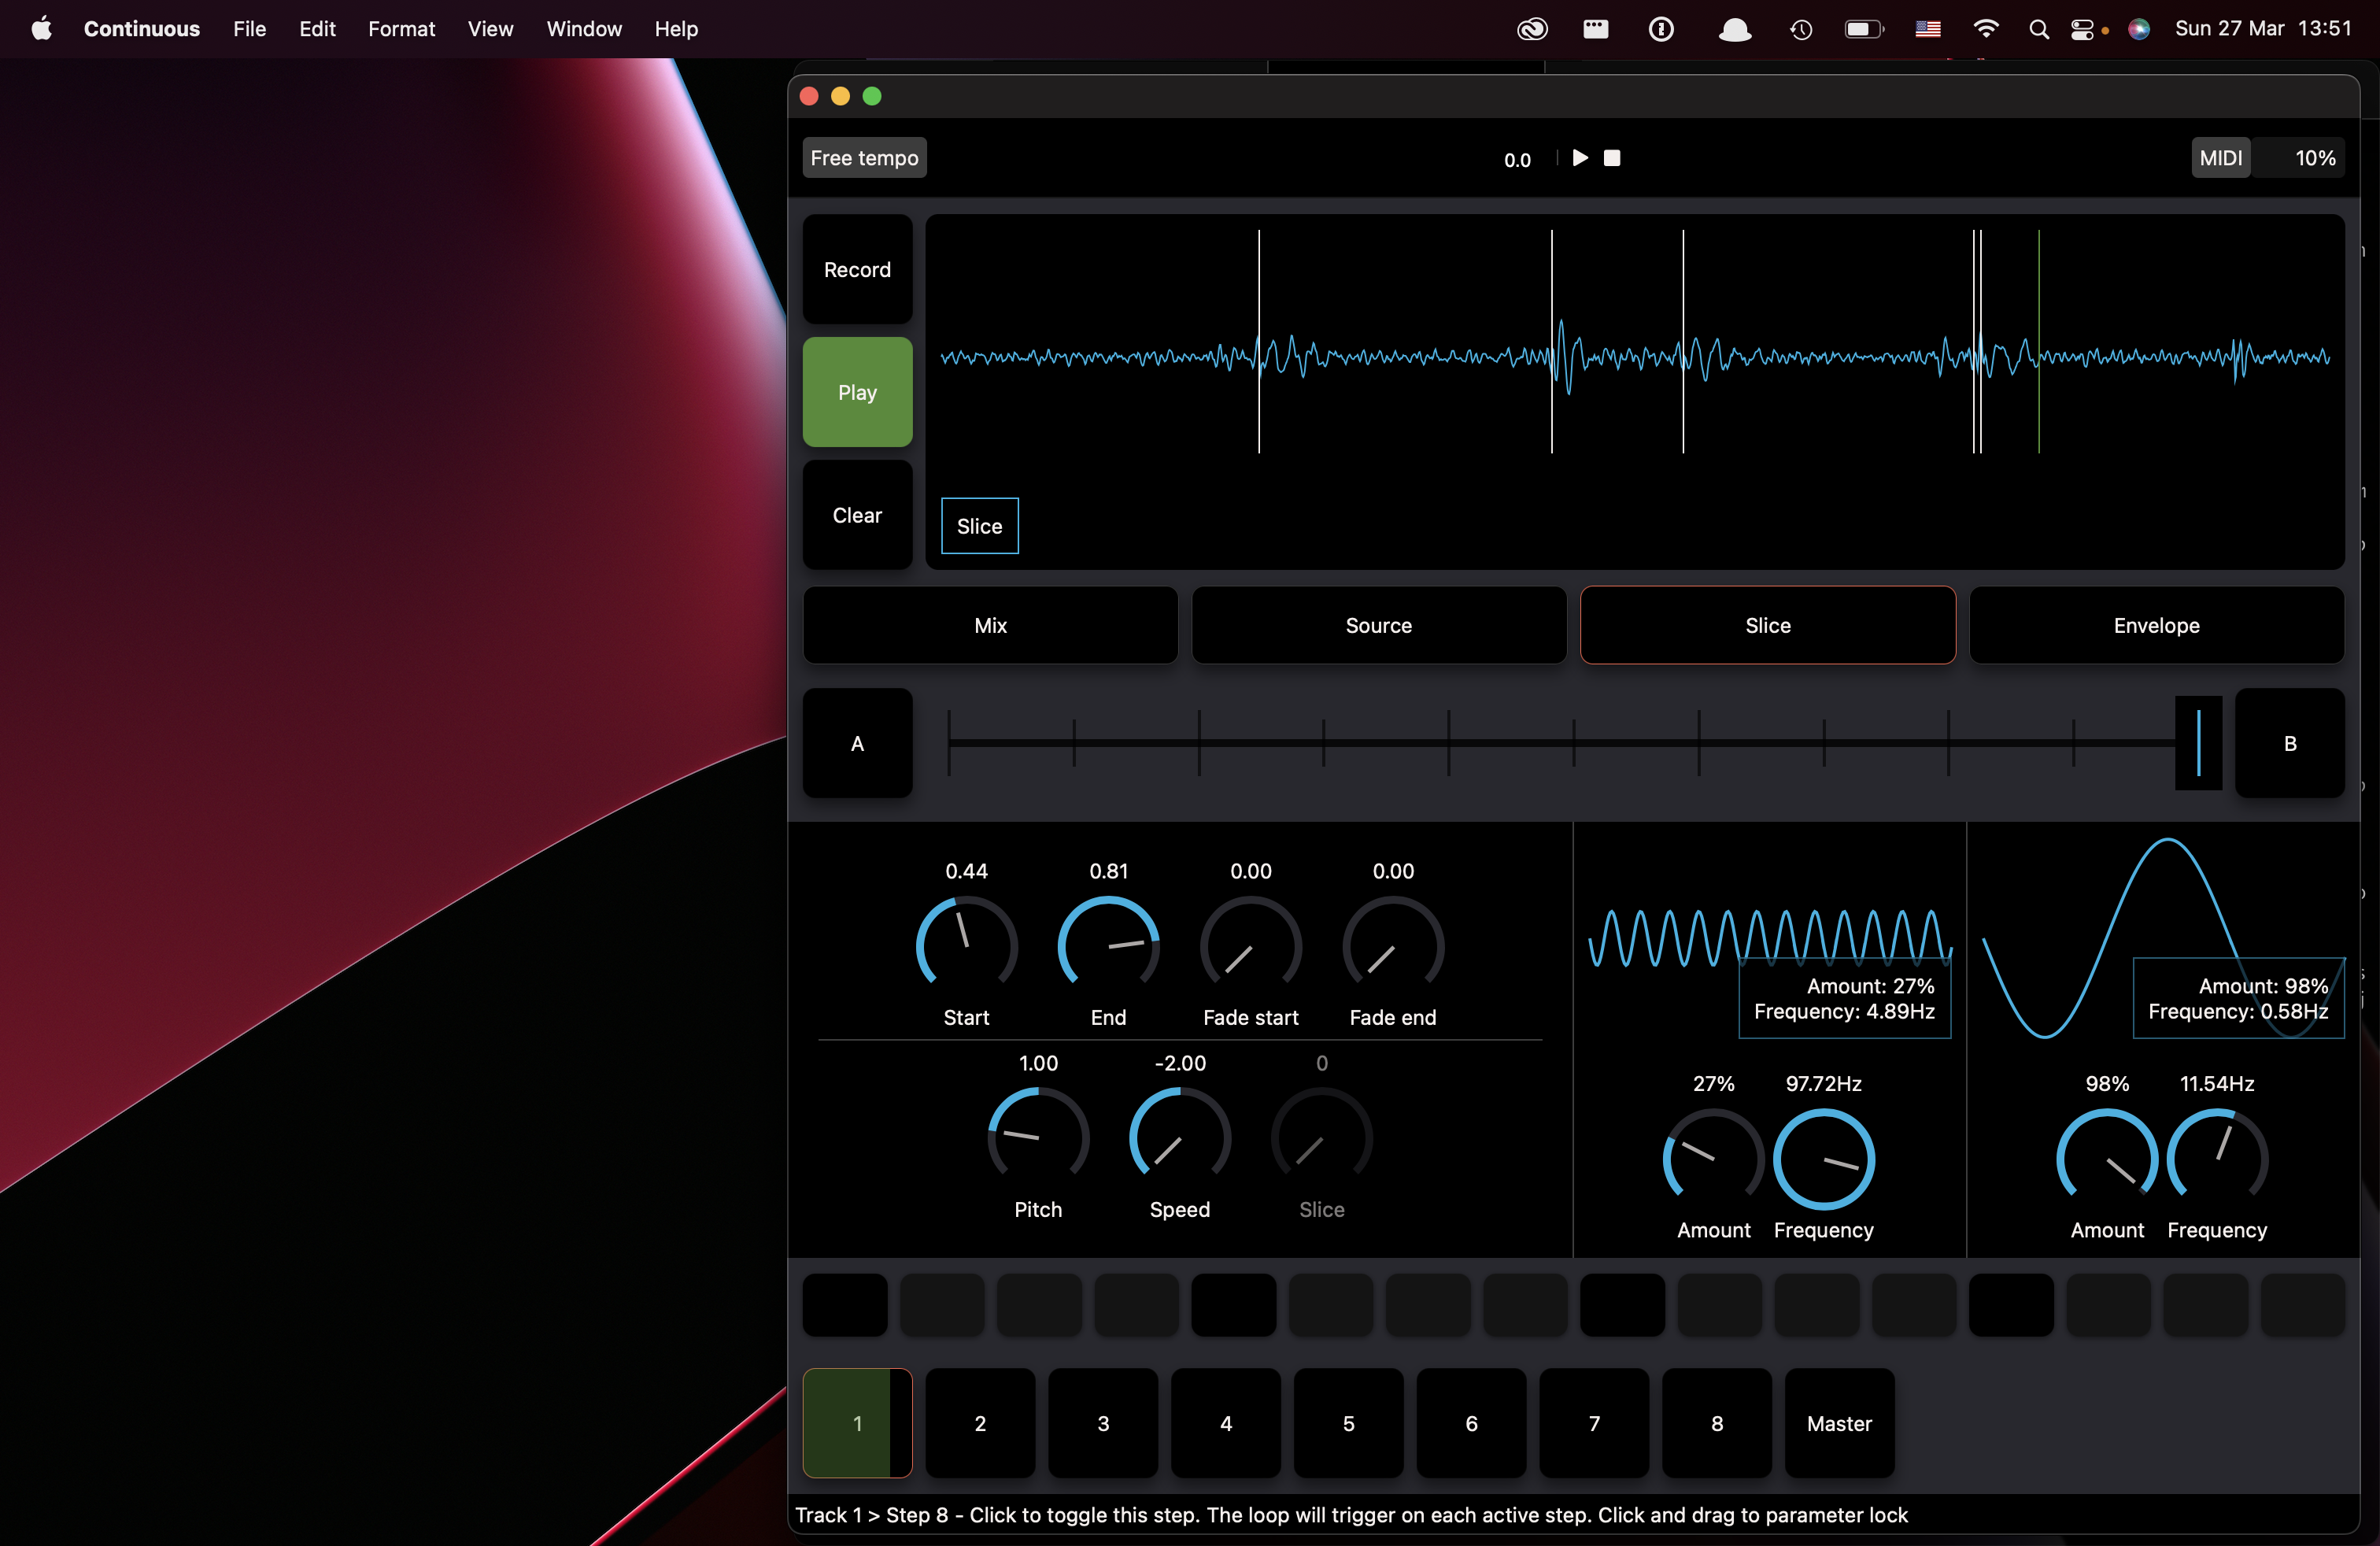 Continuous File Edit Format View Window Help Sun 27 Mar 13:51
Free tempo 0.0 MIDI 10%
Record
Play
Clear
Slice
Mix Source Slice Envelope
A B
0.44 0.81 0.00 0.00
Start End Fade start Fade end
1.00 -2.00 0
Pitch Speed Slice
Amount: 27%
Frequency: 4.89Hz
27% 97.72Hz
Amount Frequency
Amount: 98%
Frequency: 0.58Hz
98% 11.54Hz
Amount Frequency
1 2 3 4 5 6 7 8 Master
Track 1 > Step 8 - Click to toggle this step. The loop will trigger on each active step. Click and drag to parameter lock